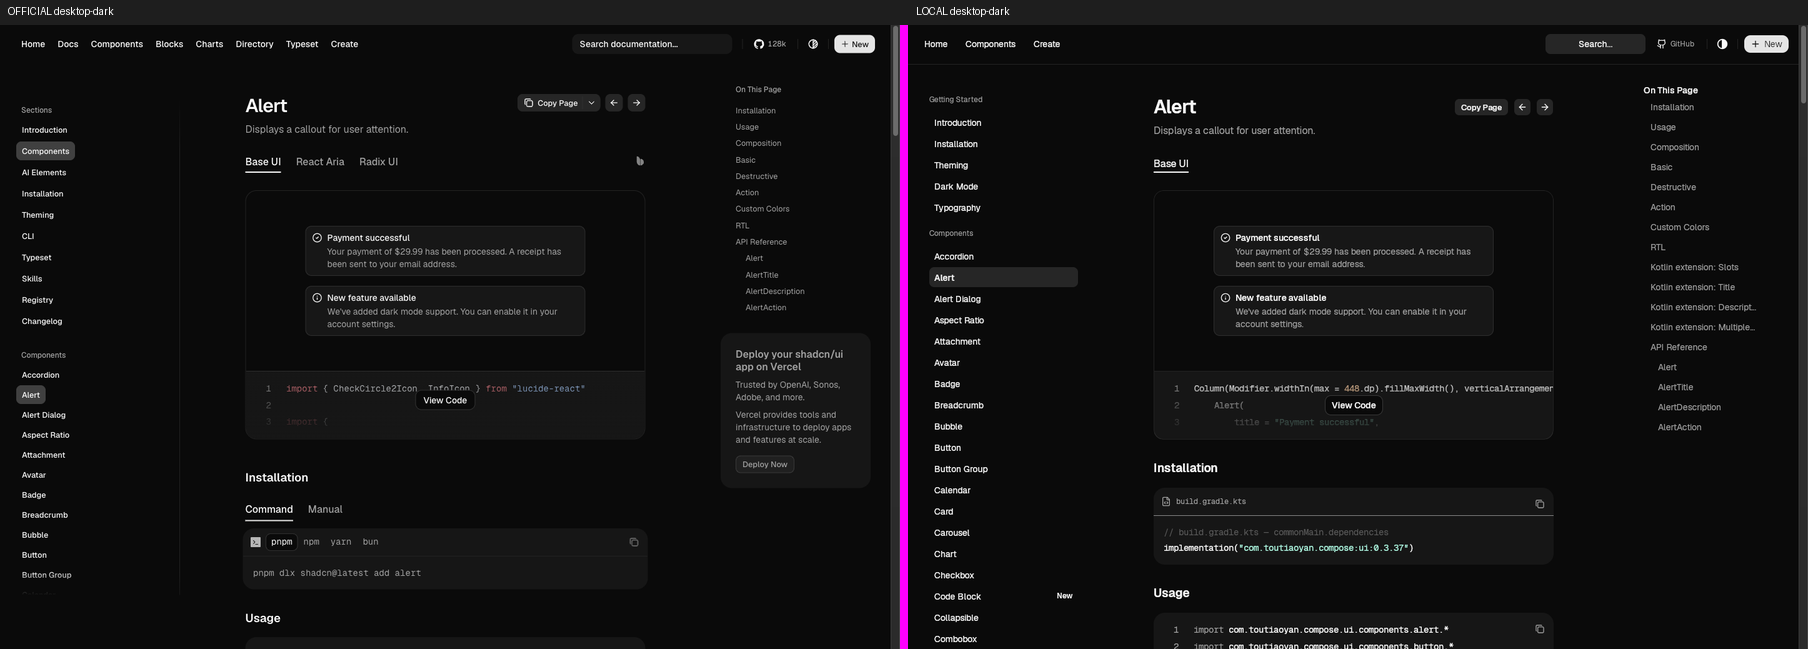 OFFICIAL desktop-dark
Home Docs Components Blocks Charts Directory Typeset Create
Search documentation...
128k
+ New
Sections
Introduction
Components
AI Elements
Installation
Theming
CLI
Typeset
Skills
Registry
Changelog
Components
Accordion
Alert
Alert Dialog
Aspect Ratio
Attachment
Avatar
Badge
Breadcrumb
Bubble
Button
Button Group
Alert
Copy Page
Displays a callout for user attention.
Base UI React Aria Radix UI
Payment successful
Your payment of $29.99 has been processed. A receipt has
been sent to your email address.
New feature available
We've added dark mode support. You can enable it in your
account settings.
1 import { CheckCircle2Icon, InfoIcon } from "lucide-react"
2
3 import {
View Code
Installation
Command Manual
pnpm npm yarn bun
pnpm dlx shadcn@latest add alert
Usage
On This Page
Installation
Usage
Composition
Basic
Destructive
Action
Custom Colors
RTL
API Reference
Alert
AlertTitle
AlertDescription
AlertAction
Deploy your shadcn/ui
app on Vercel
Trusted by OpenAI, Sonos,
Adobe, and more.
Vercel provides tools and
infrastructure to deploy apps
and features at scale.
Deploy Now
LOCAL desktop-dark
Home Components Create
Search...
GitHub
+ New
Getting Started
Introduction
Installation
Theming
Dark Mode
Typography
Components
Accordion
Alert
Alert Dialog
Aspect Ratio
Attachment
Avatar
Badge
Breadcrumb
Bubble
Button
Button Group
Calendar
Card
Carousel
Chart
Checkbox
Code Block New
Collapsible
Combobox
Alert
Copy Page
Displays a callout for user attention.
Base UI
Payment successful
Your payment of $29.99 has been processed. A receipt has
been sent to your email address.
New feature available
We've added dark mode support. You can enable it in your
account settings.
1 Column(Modifier.widthIn(max = 448.dp).fillMaxWidth(), verticalArrangemen
2 Alert(
3 title = "Payment successful",
View Code
Installation
build.gradle.kts
// build.gradle.kts — commonMain.dependencies
implementation("com.toutiaoyan.compose:ui:0.3.37")
Usage
1 import com.toutiaoyan.compose.ui.components.alert.*
2 import com.toutiaoyan.compose.ui.components.button.*
On This Page
Installation
Usage
Composition
Basic
Destructive
Action
Custom Colors
RTL
Kotlin extension: Slots
Kotlin extension: Title
Kotlin extension: Descript...
Kotlin extension: Multiple...
API Reference
Alert
AlertTitle
AlertDescription
AlertAction